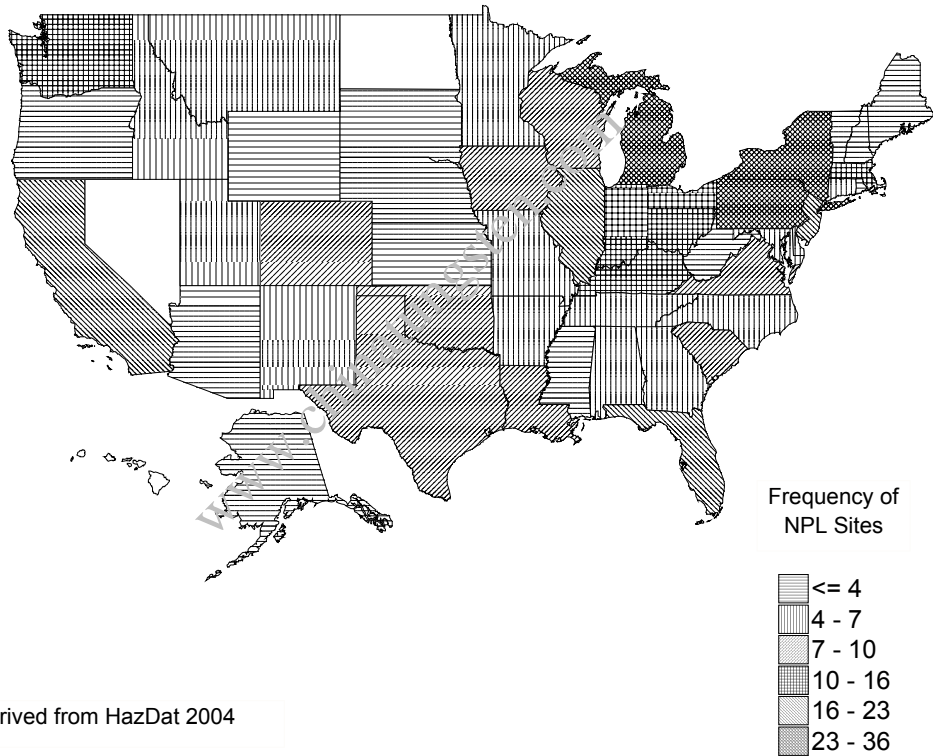 Frequency of
NPL Sites
<= 4
4 - 7
7 - 10
10 - 16
16 - 23
23 - 36
rived from HazDat 2004